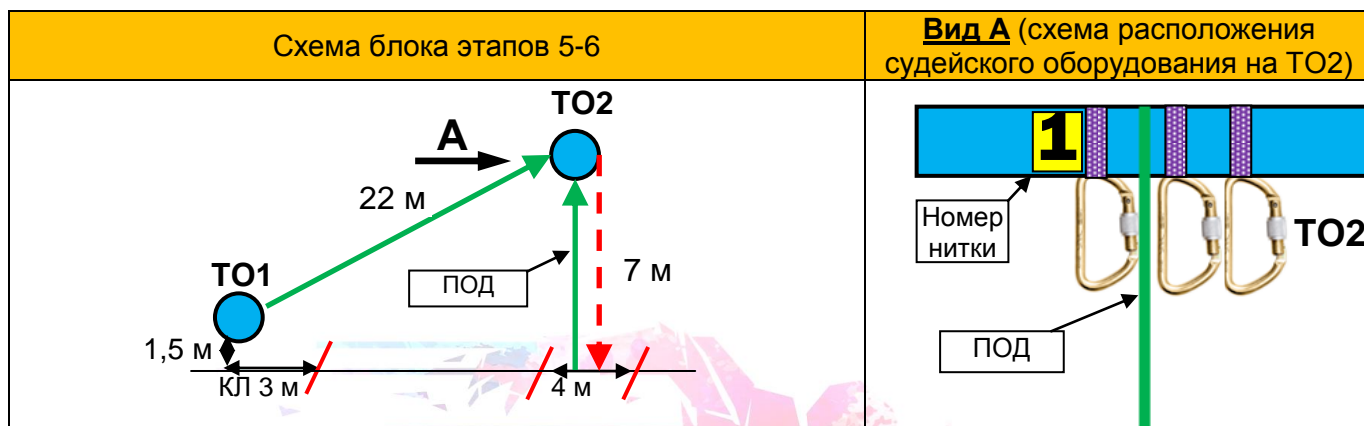 Схема блока этапов 5-6
Вид А (схема расположения
судейского оборудования на ТО2)
ТО2
А
22 м
ТО1
ПОД
7 м
1,5 м
КЛ 3 м
4 м
1
Номер
нитки
ТО2
ПОД